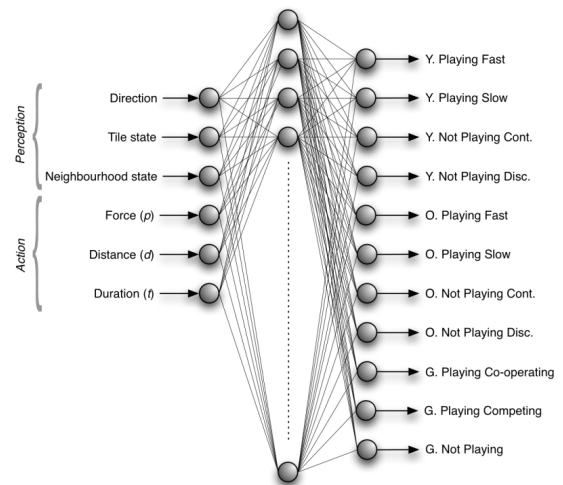 Perception
Direction
Tile state
Neighbourhood state
Action
Force (p)
Distance (d)
Duration (t)
Y. Playing Fast
Y. Playing Slow
Y. Not Playing Cont.
Y. Not Playing Disc.
O. Playing Fast
O. Playing Slow
O. Not Playing Cont.
O. Not Playing Disc.
G. Playing Co-operating
G. Playing Competing
G. Not Playing